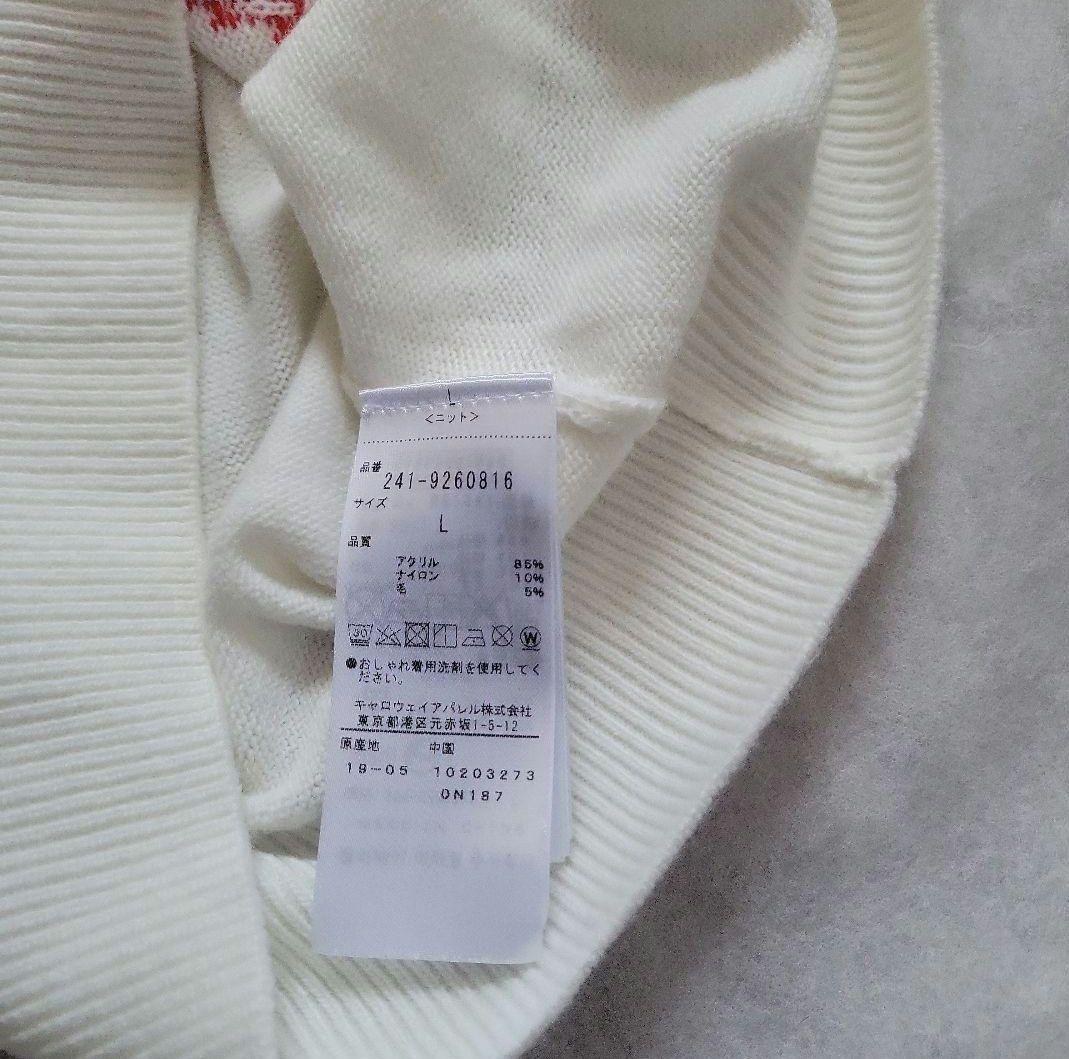 L
<ニット>
品番
241-9260816
サイズ
L
品質
アクリル 85%
ナイロン 10%
毛 5%
30
W
●おしゃれ着用洗剤を使用してく
ださい。
キャロウェイアパレル株式会社
東京都港区元赤坂1-5-12
原産地 中国
19-05 10203273
0N187